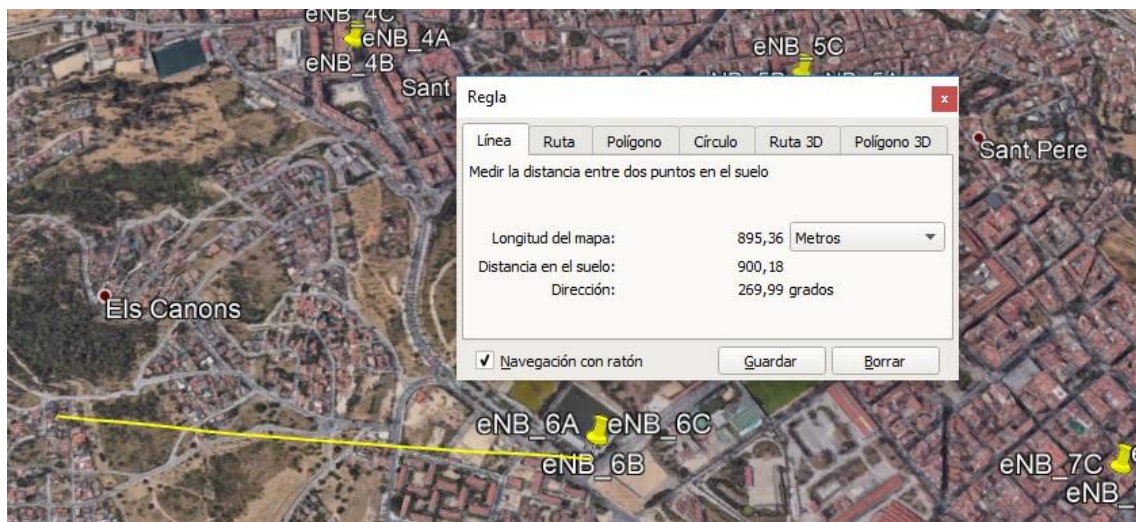 eNB_4C
eNB_4A
eNB_4B
Sant
eNB_5C
Regla
x
Línea Ruta Polígono Círculo Ruta 3D Polígono 3D
Medir la distancia entre dos puntos en el suelo
Longitud del mapa: 895,36 Metros
Distancia en el suelo: 900,18
Dirección: 269,99 grados
Navegación con ratón Guardar Borrar
Sant Pere
Els Canons
eNB_6A eNB_6C
eNB_6B
eNB_7C
eNB_